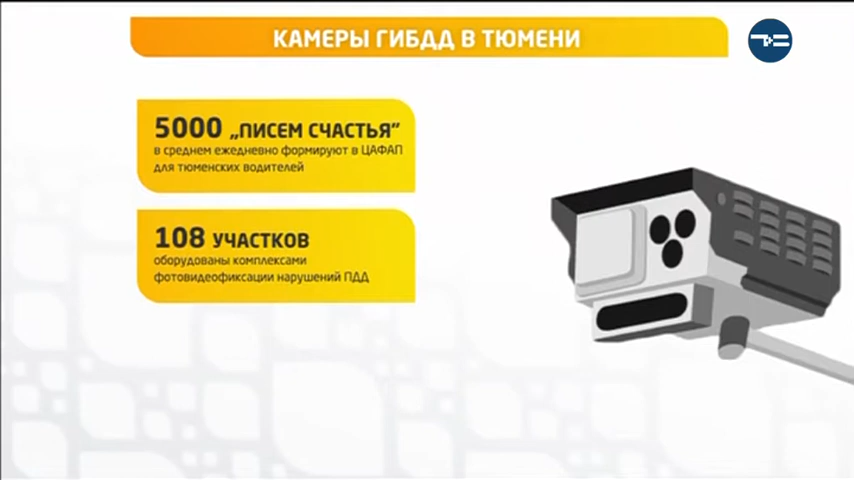 КАМЕРЫ ГИБДД В ТЮМЕНИ
5000 „ПИСЕМ СЧАСТЬЯ”
в среднем ежедневно формируют в ЦАФАП
для тюменских водителей
108 УЧАСТКОВ
оборудованы комплексами
фотовидеофиксации нарушений ПДД